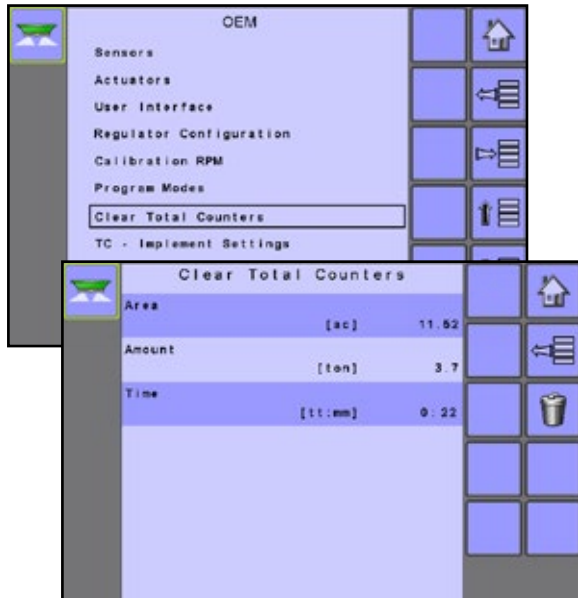 OEM
Sensors
Actuators
User Interface
Regulator Configuration
Calibration RPM
Program Modes
Clear Total Counters
TC - Implement Settings
Clear Total Counters
Area
[ac] 11.52
Amount
[ton] 3.7
Time
[tt:mm] 0:22